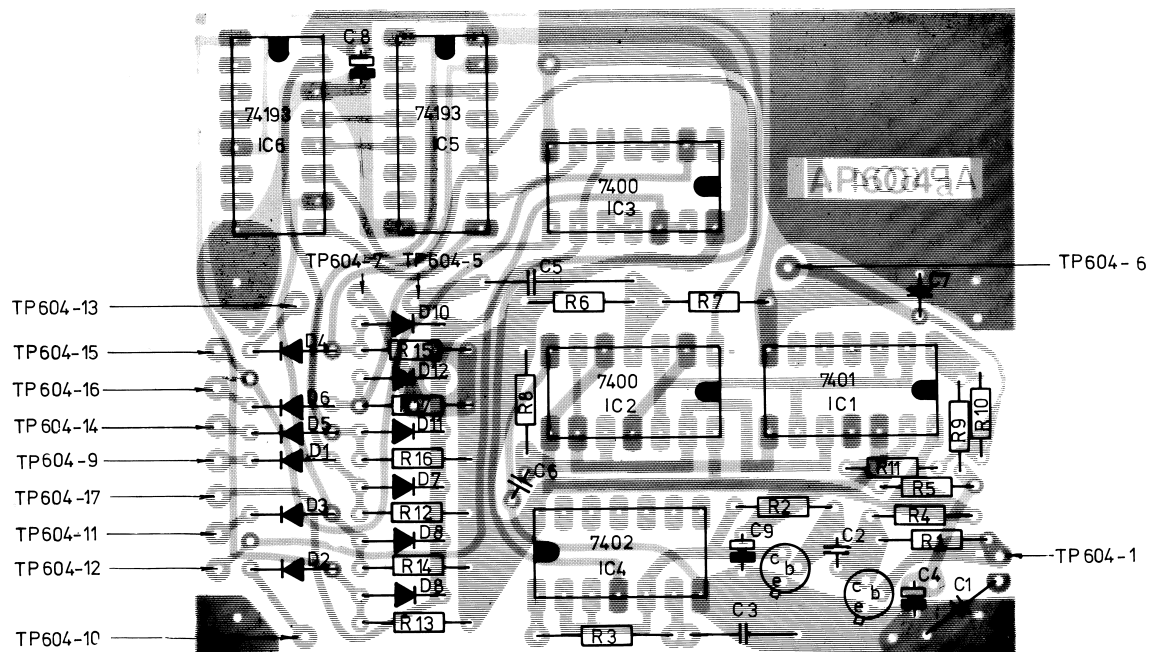 C 8
74193
IC6
74193
IC5
7400
IC3
AP604
TP604-7 TP604-5
TP604-6
C5
C7
TP604-13
R6
R7
D10
TP604-15
D4
R15
D12
TP604-16
7400
IC2
7401
IC1
R8
R9
R10
D6
TP604-14
D5
D11
TP604-9
D1
R16
R11
C6
D7
R5
TP604-17
D3
R12
R2
R4
TP604-11
D8
7402
IC4
C9
C2
R1
TP604-1
TP604-12
D2
R14
c b
e
D8
c b
e
C4
C1
R13
TP604-10
R3
C3